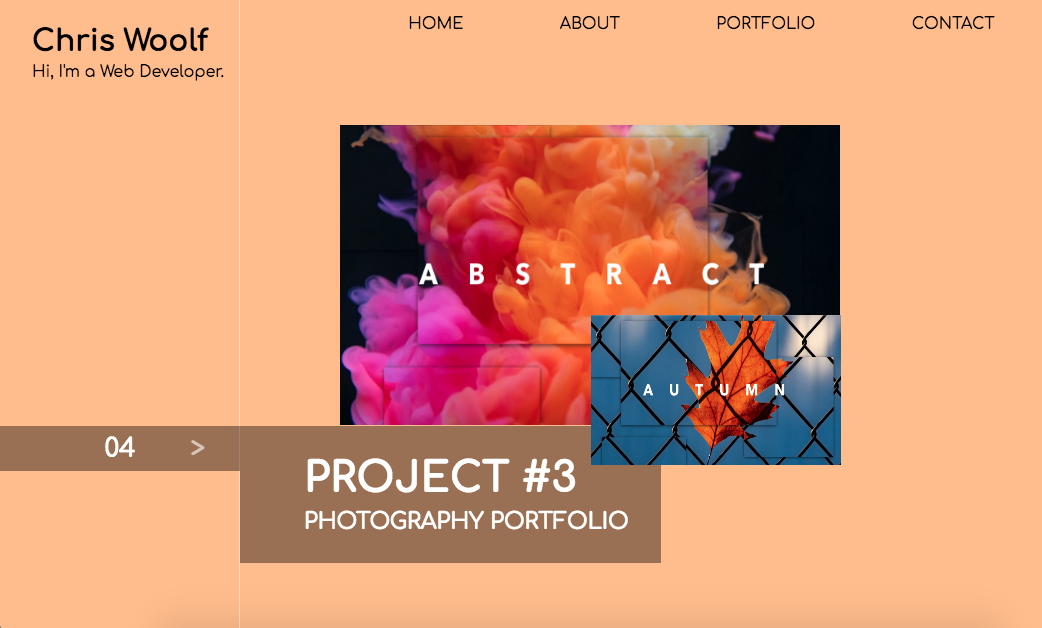 Chris Woolf
Hi, I'm a Web Developer.
HOME ABOUT PORTFOLIO CONTACT
ABSTRACT
AUTUMN
04 >
PROJECT #3
PHOTOGRAPHY PORTFOLIO